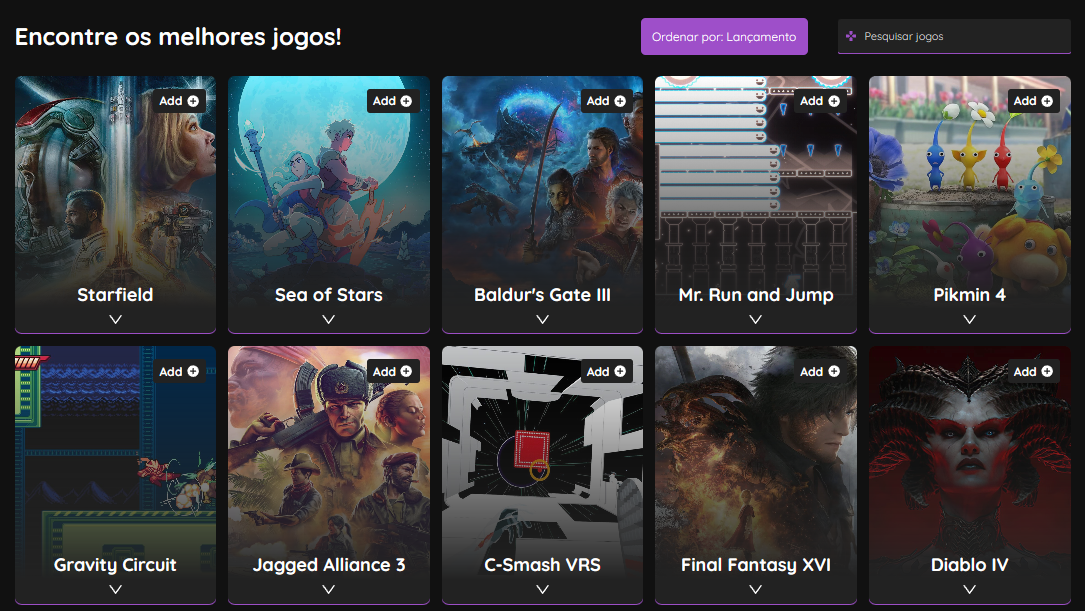 Encontre os melhores jogos!
Ordenar por: Lançamento
Pesquisar jogos
Add
Add
Add
Add
Add
Starfield
Sea of Stars
Baldur's Gate III
Mr. Run and Jump
Pikmin 4
Add
Add
Add
Add
Add
Gravity Circuit
Jagged Alliance 3
C-Smash VRS
Final Fantasy XVI
Diablo IV